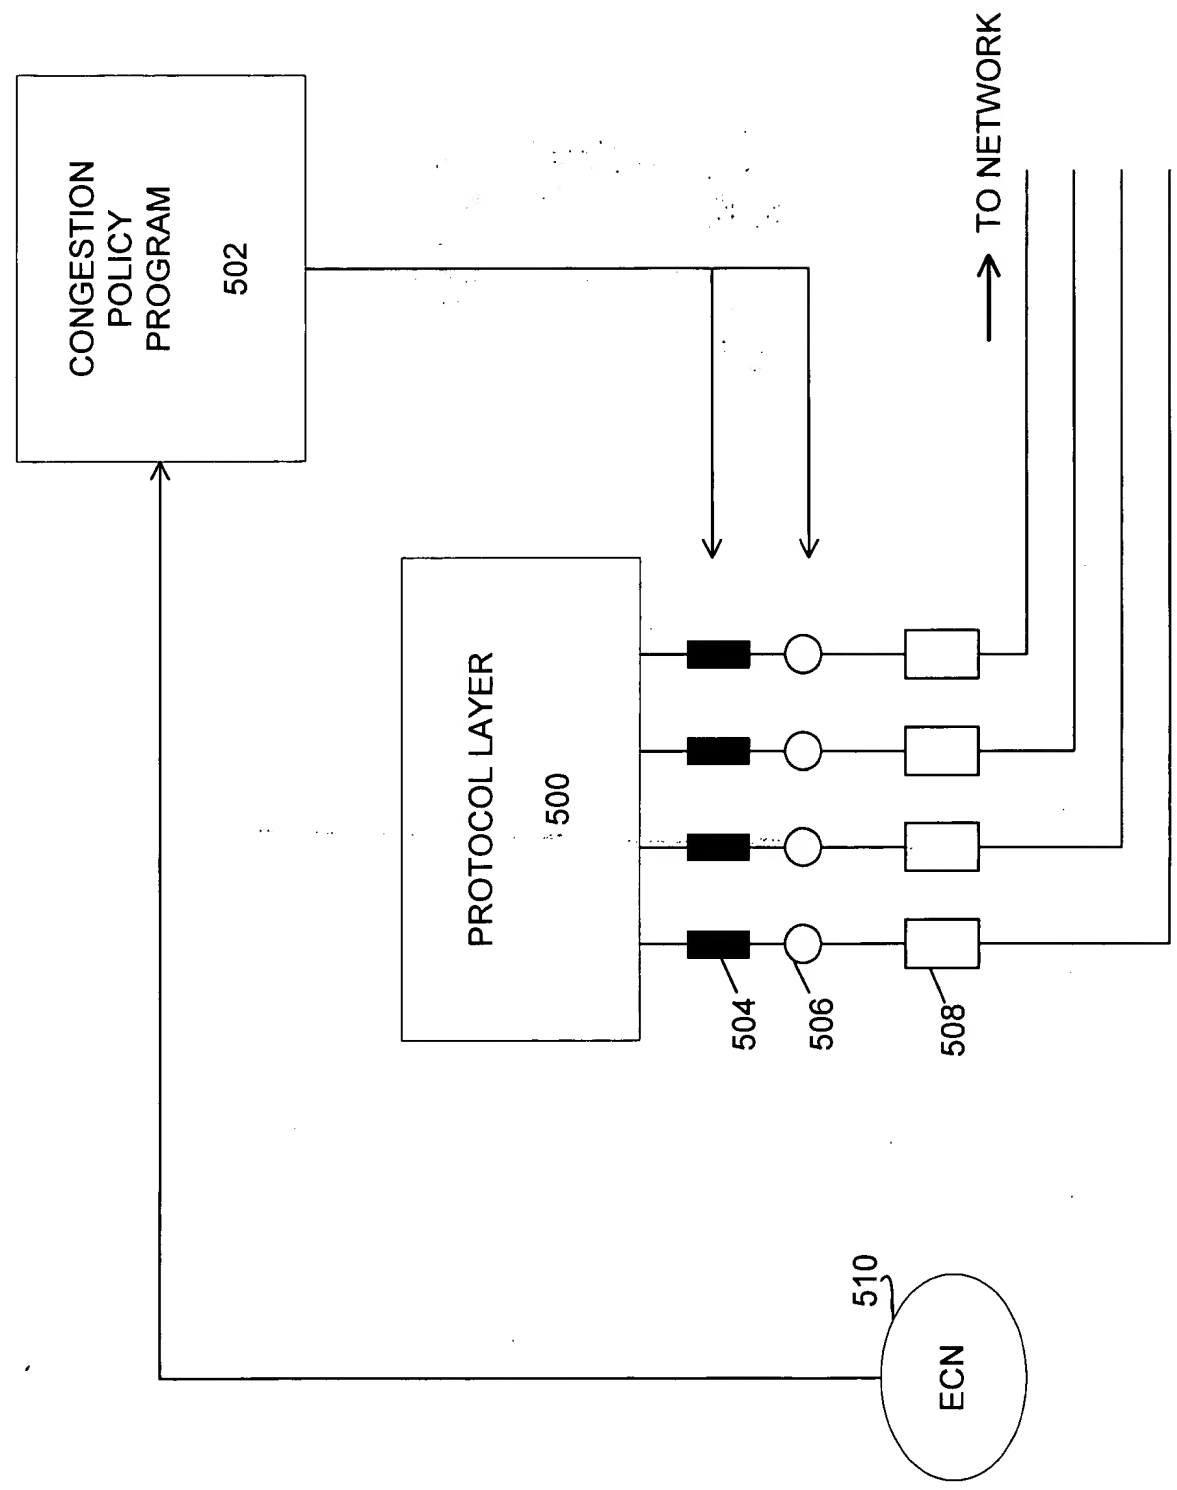 CONGESTION
POLICY
PROGRAM
502
PROTOCOL LAYER
500
504
506
508
ECN
510
TO NETWORK